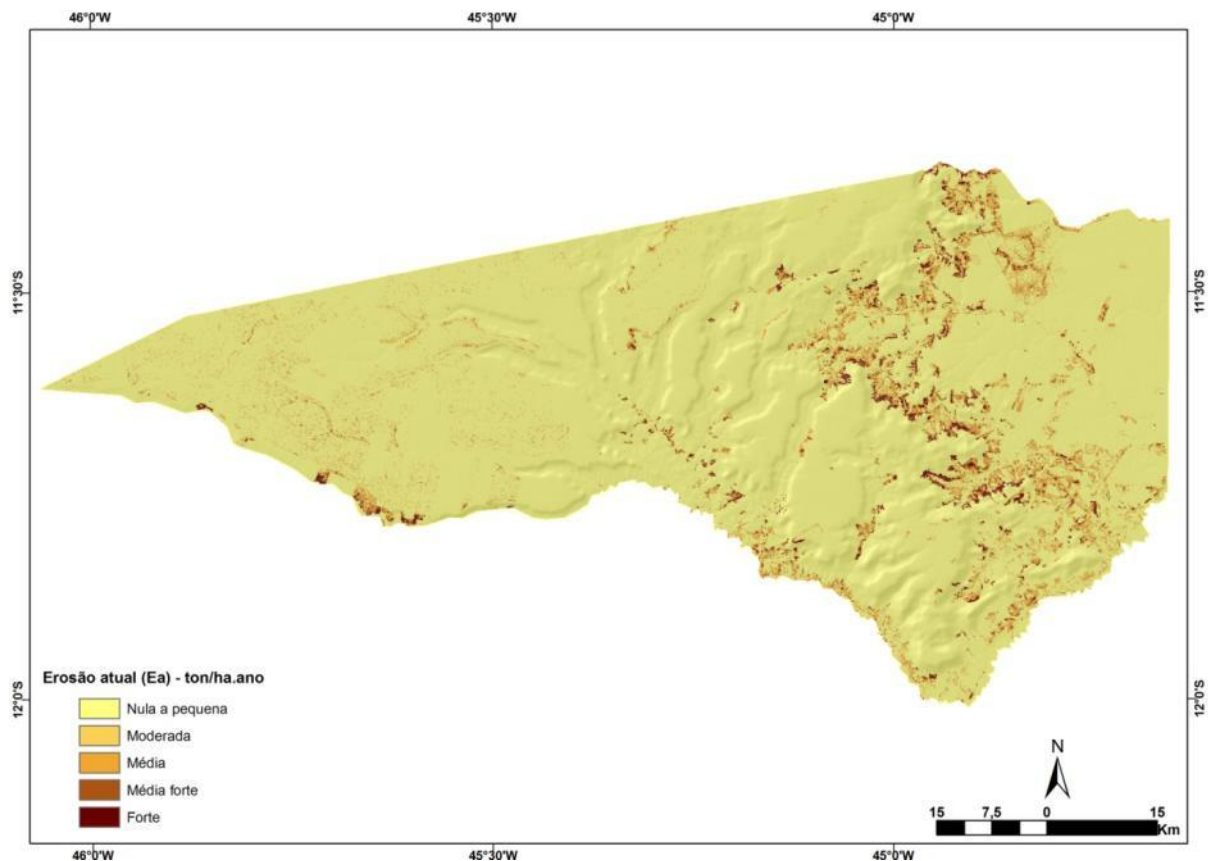 46°0'W 45°30'W 45°0'W
11°30'S 11°30'S
Erosão atual (Ea) - ton/ha.ano
Nula a pequena
12°0'S 12°0'S
Moderada
Média
N
Média forte
15 7,5 0 15
Forte
Km
46°0'W 45°30'W 45°0'W